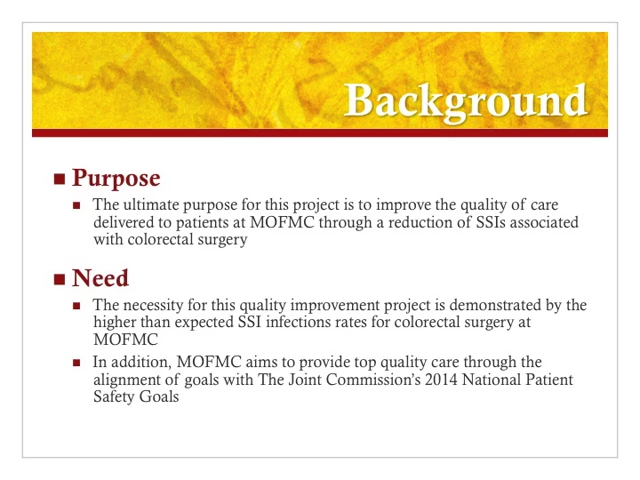 Background
Purpose
The ultimate purpose for this project is to improve the quality of care
delivered to patients at MOFMC through a reduction of SSIs associated
with colorectal surgery
Need
The necessity for this quality improvement project is demonstrated by the
higher than expected SSI infections rates for colorectal surgery at
MOFMC
In addition, MOFMC aims to provide top quality care through the
alignment of goals with The Joint Commission’s 2014 National Patient
Safety Goals